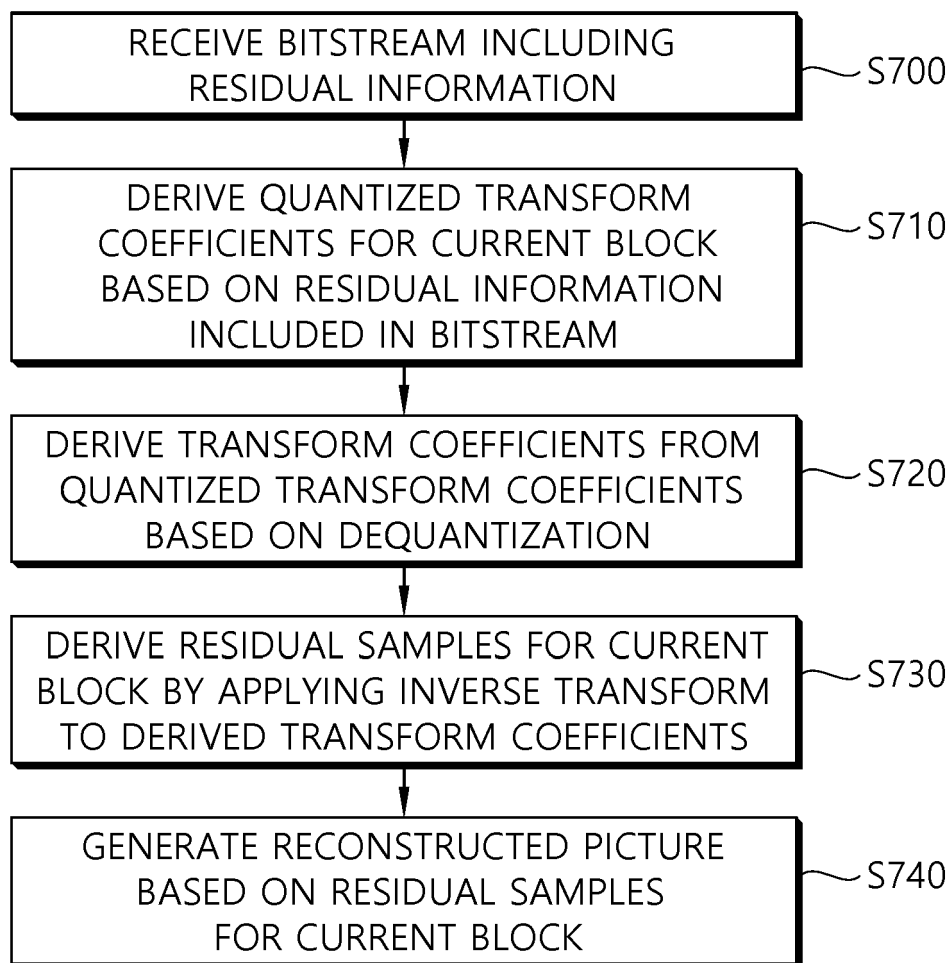 RECEIVE BITSTREAM INCLUDING
RESIDUAL INFORMATION
S700
DERIVE QUANTIZED TRANSFORM
COEFFICIENTS FOR CURRENT BLOCK
BASED ON RESIDUAL INFORMATION
INCLUDED IN BITSTREAM
S710
DERIVE TRANSFORM COEFFICIENTS FROM
QUANTIZED TRANSFORM COEFFICIENTS
BASED ON DEQUANTIZATION
S720
DERIVE RESIDUAL SAMPLES FOR CURRENT
BLOCK BY APPLYING INVERSE TRANSFORM
TO DERIVED TRANSFORM COEFFICIENTS
S730
GENERATE RECONSTRUCTED PICTURE
BASED ON RESIDUAL SAMPLES
FOR CURRENT BLOCK
S740